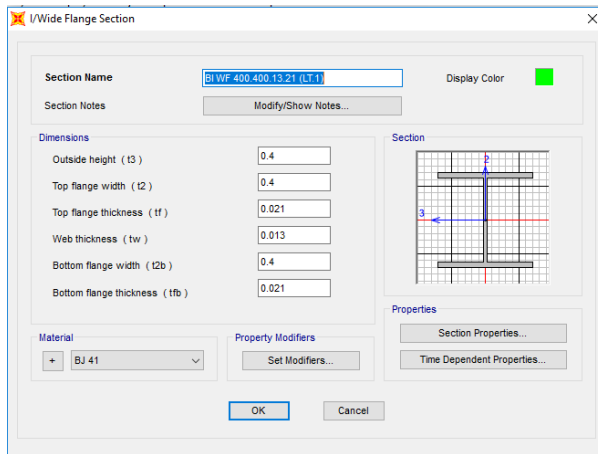 I/Wide Flange Section
Section Name BI WF 400.400.13.21 (LT.1) Display Color
Section Notes Modify/Show Notes...
Dimensions
Outside height ( t3 ) 0.4
Top flange width ( t2 ) 0.4
Top flange thickness ( tf ) 0.021
Web thickness ( tw ) 0.013
Bottom flange width ( t2b ) 0.4
Bottom flange thickness ( tfb ) 0.021
Section
2
3
Material
+ BJ 41
Property Modifiers
Set Modifiers...
Properties
Section Properties...
Time Dependent Properties...
OK Cancel